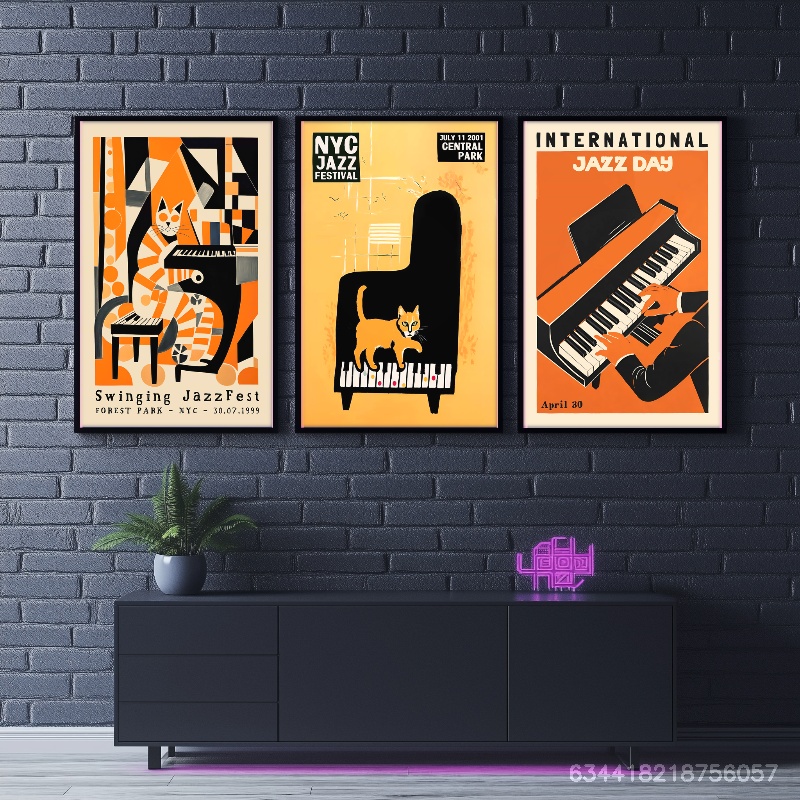 Swinging JazzFest
FOREST PARK - NYC - 30.07.1999
NYC
JAZZ
FESTIVAL
JULY 11 2001
CENTRAL
PARK
INTERNATIONAL
JAZZ DAY
April 30
634418218756057